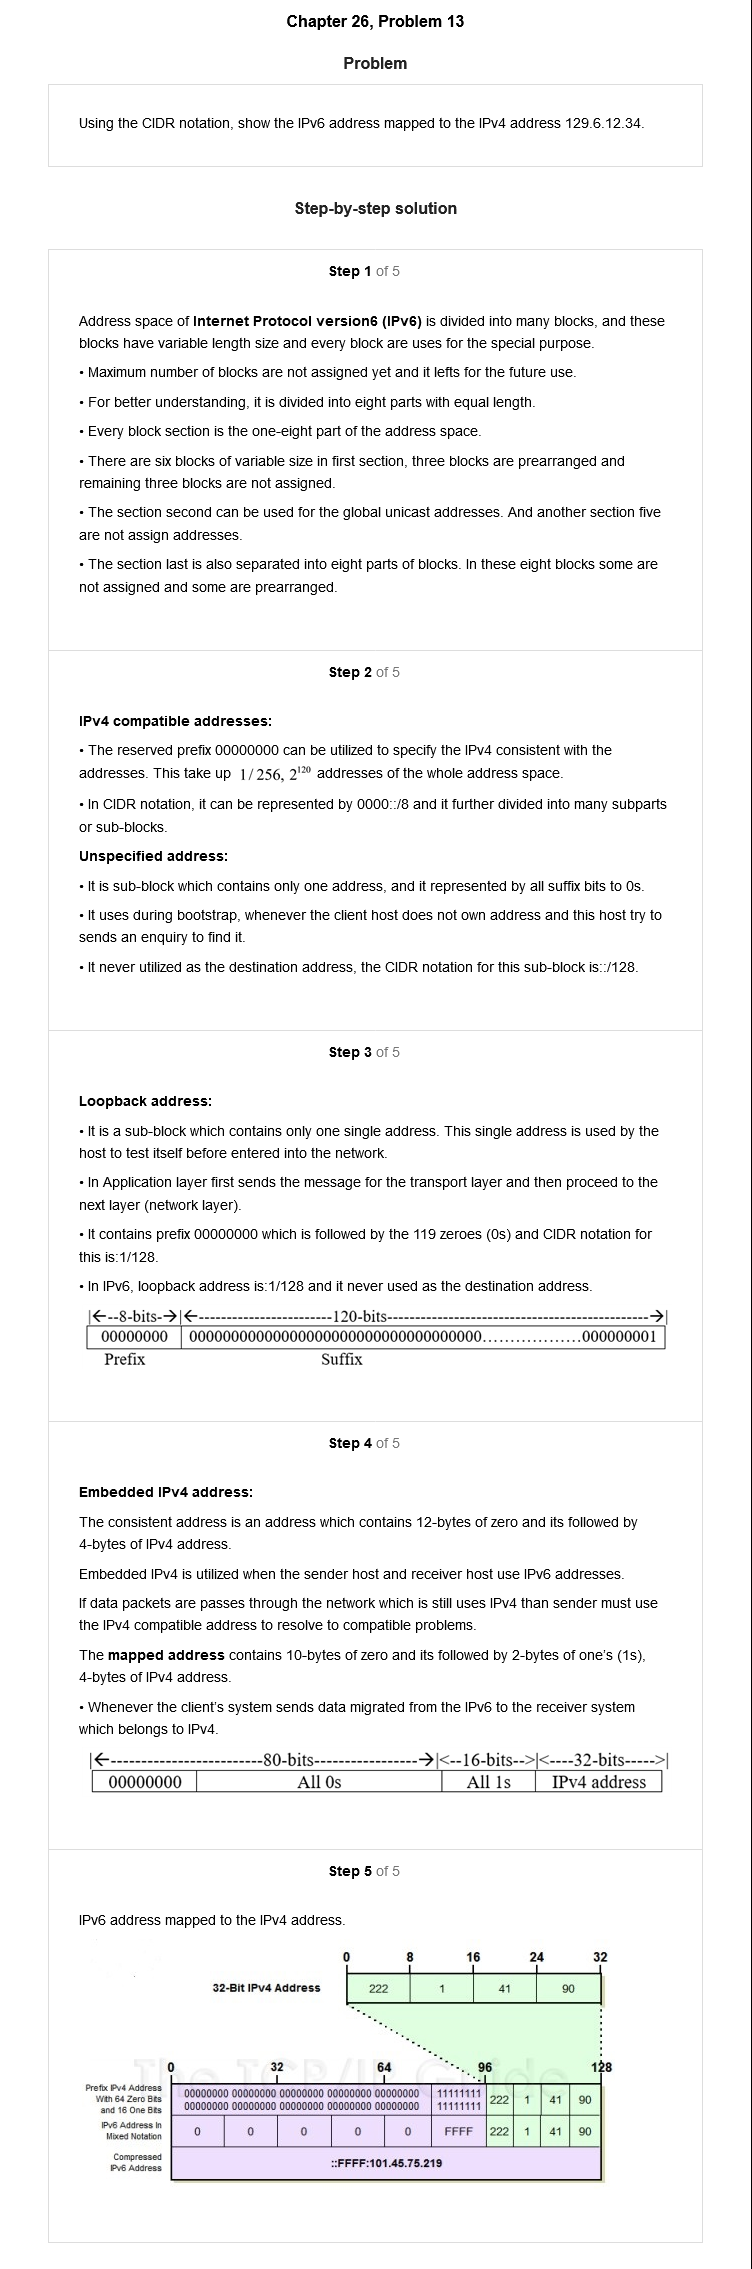 Chapter 26, Problem 13
Problem
Using the CIDR notation, show the IPv6 address mapped to the IPv4 address 129.6.12.34.
Step-by-step solution
Step 1 of 5
Address space of Internet Protocol version6 (IPv6) is divided into many blocks, and these
blocks have variable length size and every block are uses for the special purpose.
• Maximum number of blocks are not assigned yet and it lefts for the future use.
• For better understanding, it is divided into eight parts with equal length.
• Every block section is the one-eight part of the address space.
• There are six blocks of variable size in first section, three blocks are prearranged and
remaining three blocks are not assigned.
• The section second can be used for the global unicast addresses. And another section five
are not assign addresses.
• The section last is also separated into eight parts of blocks. In these eight blocks some are
not assigned and some are prearranged.
Step 2 of 5
IPv4 compatible addresses:
• The reserved prefix 00000000 can be utilized to specify the IPv4 consistent with the
addresses. This take up 1/256, 2^120 addresses of the whole address space.
• In CIDR notation, it can be represented by 0000::/8 and it further divided into many subparts
or sub-blocks.
Unspecified address:
• It is sub-block which contains only one address, and it represented by all suffix bits to 0s.
• It uses during bootstrap, whenever the client host does not own address and this host try to
sends an enquiry to find it.
• It never utilized as the destination address, the CIDR notation for this sub-block is::/128.
Step 3 of 5
Loopback address:
• It is a sub-block which contains only one single address. This single address is used by the
host to test itself before entered into the network.
• In Application layer first sends the message for the transport layer and then proceed to the
next layer (network layer).
• It contains prefix 00000000 which is followed by the 119 zeroes (0s) and CIDR notation for
this is:1/128.
• In IPv6, loopback address is:1/128 and it never used as the destination address.
|←--8-bits-→|←------------------------120-bits-----------------------------------------------→|
00000000 0000000000000000000000000000000000..................000000001
Prefix Suffix
Step 4 of 5
Embedded IPv4 address:
The consistent address is an address which contains 12-bytes of zero and its followed by
4-bytes of IPv4 address.
Embedded IPv4 is utilized when the sender host and receiver host use IPv6 addresses.
If data packets are passes through the network which is still uses IPv4 than sender must use
the IPv4 compatible address to resolve to compatible problems.
The mapped address contains 10-bytes of zero and its followed by 2-bytes of one's (1s),
4-bytes of IPv4 address.
• Whenever the client's system sends data migrated from the IPv6 to the receiver system
which belongs to IPv4.
|←-------------------------80-bits-----------------→|<--16-bits-->|<----32-bits----->|
00000000 All 0s All 1s IPv4 address
Step 5 of 5
IPv6 address mapped to the IPv4 address.
0 8 16 24 32
32-Bit IPv4 Address 222 1 41 90
The TCP/IP Guide
0 32 64 96 128
Prefix IPv4 Address
With 64 Zero Bits
and 16 One Bits
00000000 00000000 00000000 00000000 00000000 11111111
00000000 00000000 00000000 00000000 00000000 11111111
222 1 41 90
IPv6 Address In
Mixed Notation
0 0 0 0 0 FFFF 222 1 41 90
Compressed
IPv6 Address
::FFFF:101.45.75.219